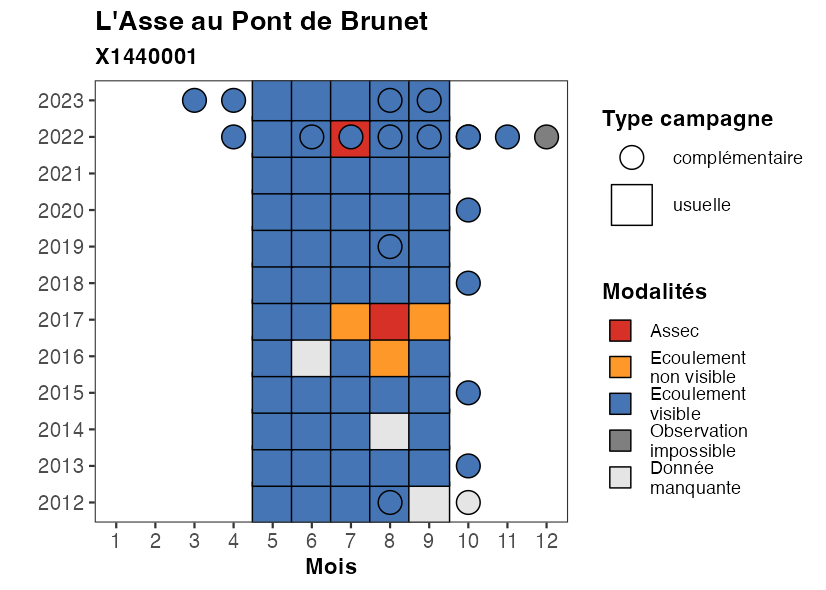 L'Asse au Pont de Brunet
X1440001
2023
2022
2021
2020
2019
2018
2017
2016
2015
2014
2013
2012
1 2 3 4 5 6 7 8 9 10 11 12
Mois
Type campagne
complémentaire
usuelle
Modalités
Assec
Ecoulement
non visible
Ecoulement
visible
Observation
impossible
Donnée
manquante